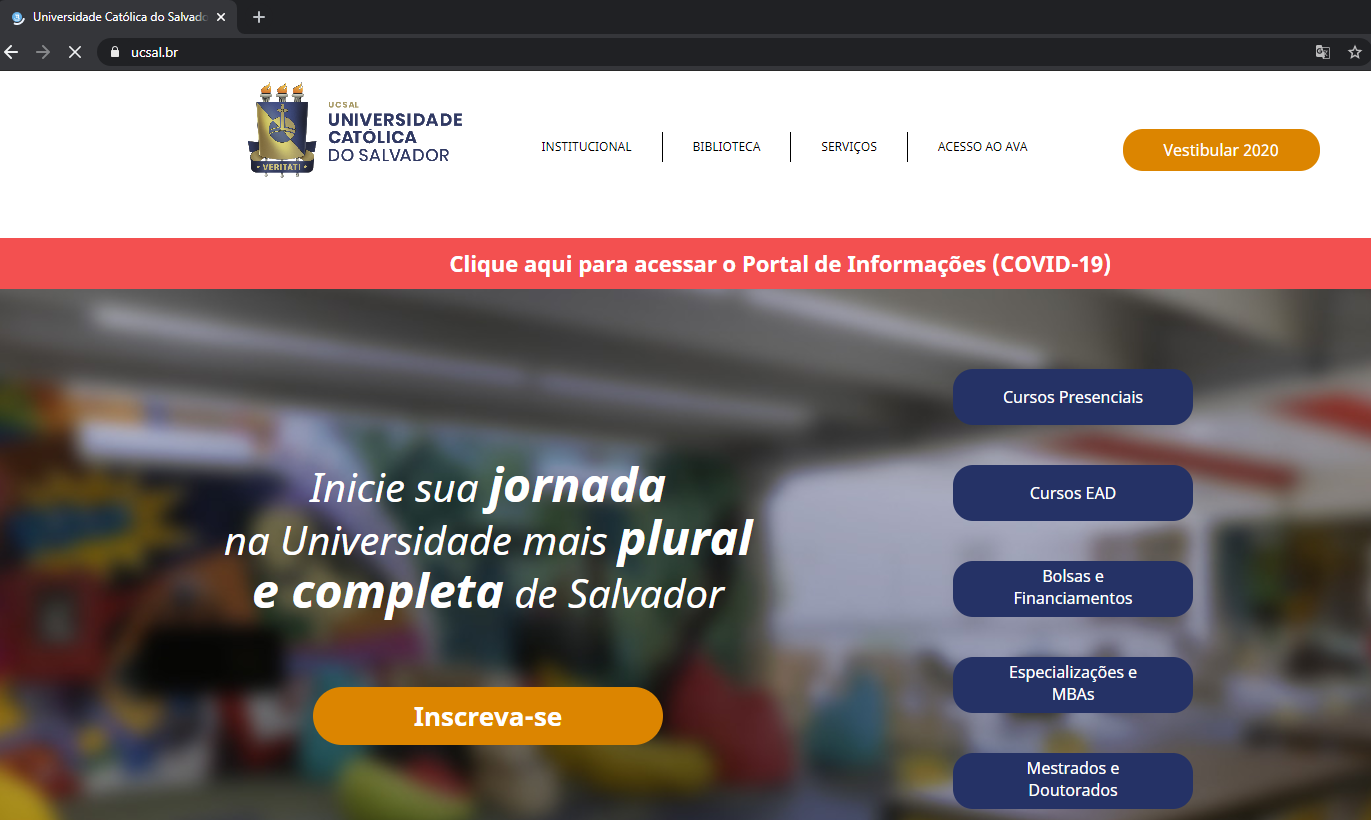 Universidade Católica do Salvado
ucsal.br
UCSAL
UNIVERSIDADE
CATÓLICA
DO SALVADOR
VERITATI
INSTITUCIONAL
BIBLIOTECA
SERVIÇOS
ACESSO AO AVA
Vestibular 2020
Clique aqui para acessar o Portal de Informações (COVID-19)
Inicie sua jornada
na Universidade mais plural
e completa de Salvador
Inscreva-se
Cursos Presenciais
Cursos EAD
Bolsas e
Financiamentos
Especializações e
MBAs
Mestrados e
Doutorados